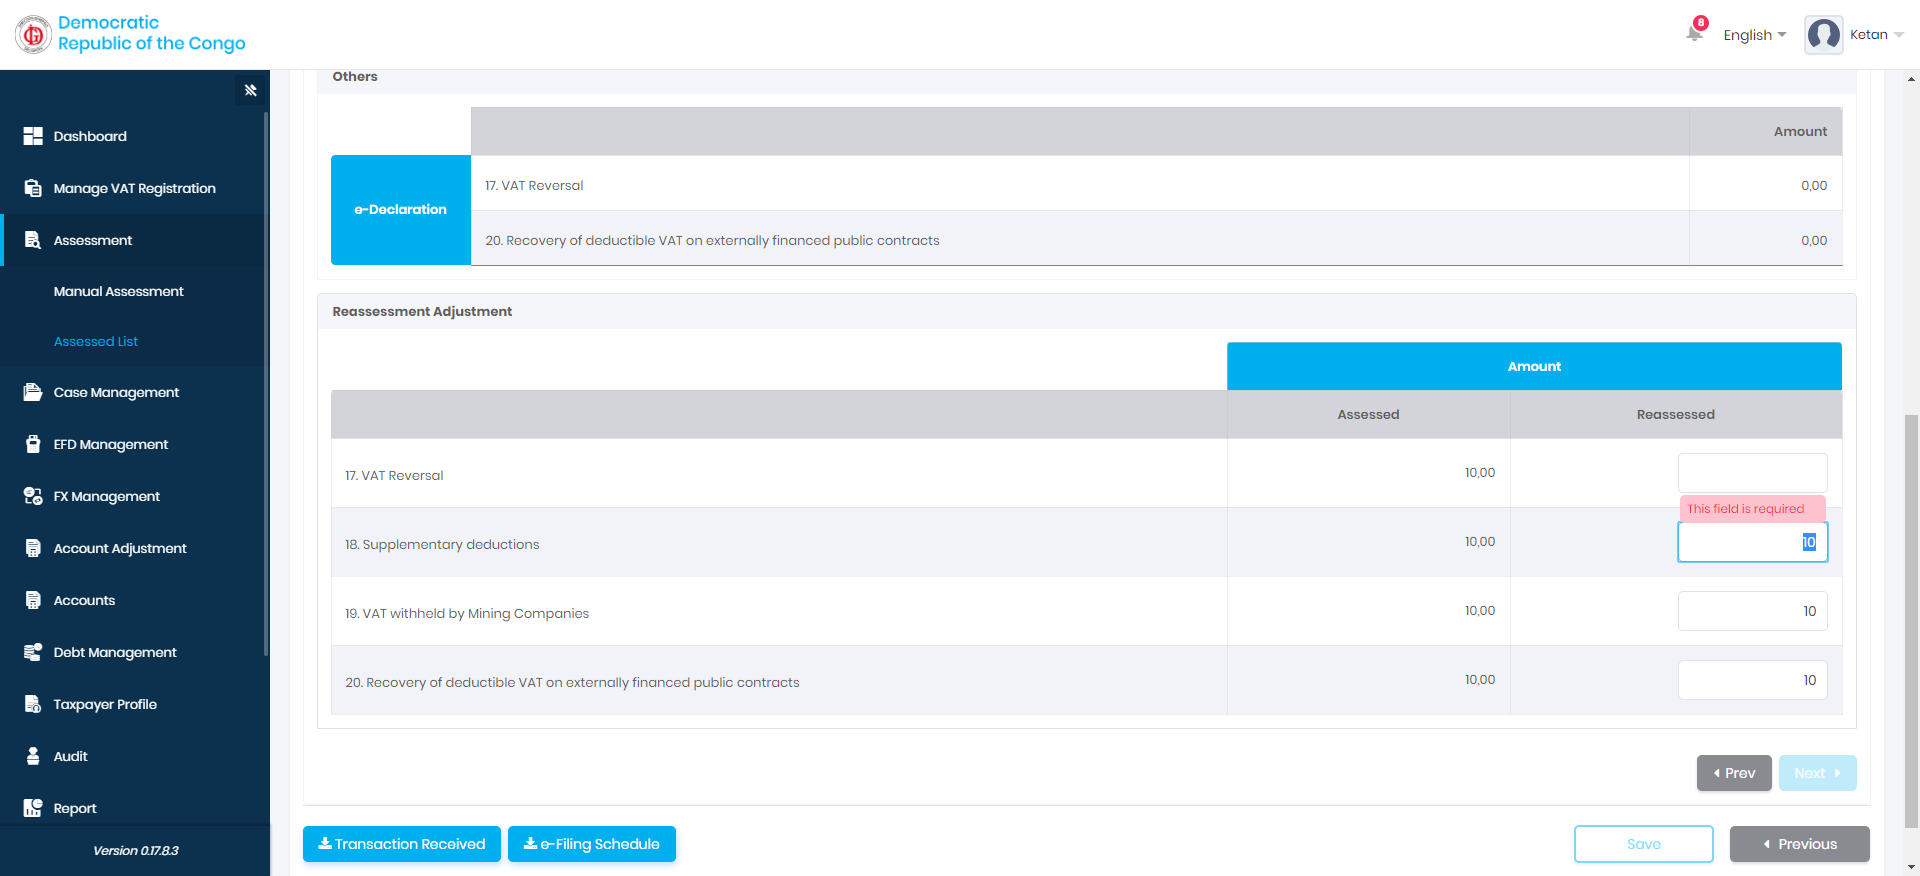 Democratic
Republic of the Congo
8
English
Ketan
Dashboard
Manage VAT Registration
Assessment
Manual Assessment
Assessed List
Case Management
EFD Management
FX Management
Account Adjustment
Accounts
Debt Management
Taxpayer Profile
Audit
Report
Version 0.17.8.3
Others
Amount
e-Declaration
17. VAT Reversal
0,00
20. Recovery of deductible VAT on externally financed public contracts
0,00
Reassessment Adjustment
Amount
Assessed
Reassessed
17. VAT Reversal
10,00
This field is required
18. Supplementary deductions
10,00
10
19. VAT withheld by Mining Companies
10,00
10
20. Recovery of deductible VAT on externally financed public contracts
10,00
10
Prev
Next
Transaction Received
e-Filing Schedule
Save
Previous